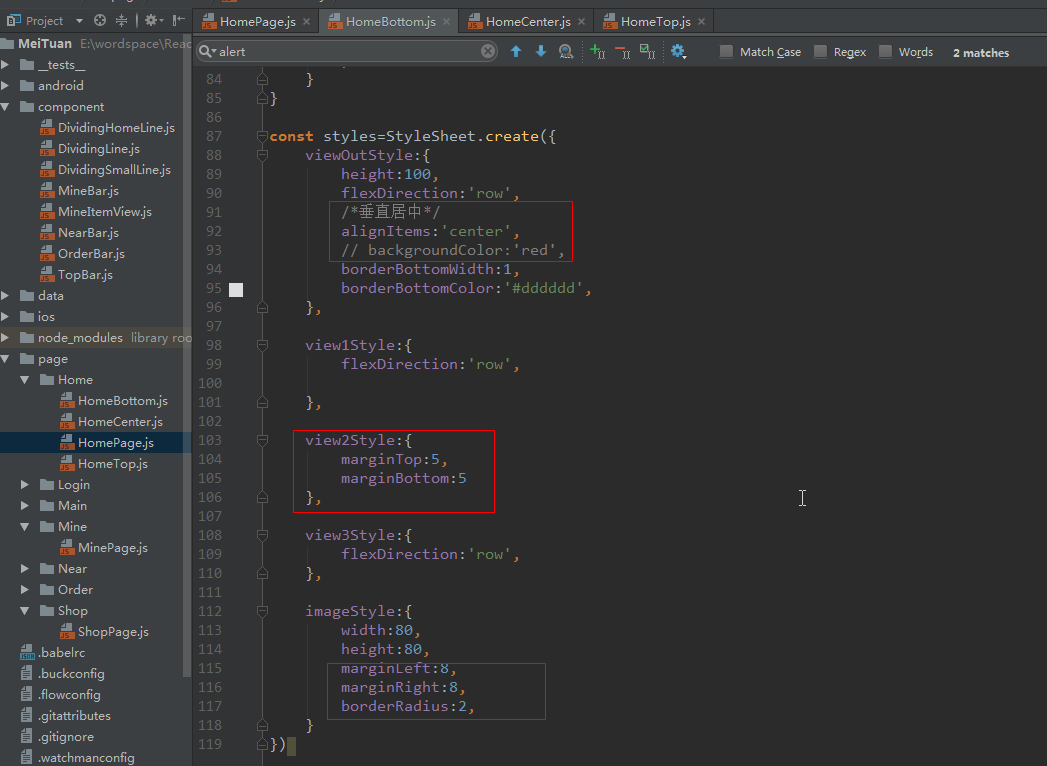 Project
HomePage.js
HomeBottom.js
HomeCenter.js
HomeTop.js
MeiTuan E:\wordspace\Reac
alert
Match Case
Regex
Words
2 matches
__tests__
android
component
DividingHomeLine.js
DividingLine.js
DividingSmallLine.js
MineBar.js
MineItemView.js
NearBar.js
OrderBar.js
TopBar.js
data
ios
node_modules library roo
page
Home
HomeBottom.js
HomeCenter.js
HomePage.js
HomeTop.js
Login
Main
Mine
MinePage.js
Near
Order
Shop
ShopPage.js
.babelrc
.buckconfig
.flowconfig
.gitattributes
.gitignore
.watchmanconfig
84 }
85 }
86
87 const styles=StyleSheet.create({
88 viewOutStyle:{
89 height:100,
90 flexDirection:'row',
91 /*垂直居中*/
92 alignItems:'center',
93 // backgroundColor:'red',
94 borderBottomWidth:1,
95 borderBottomColor:'#dddddd',
96 },
97
98 view1Style:{
99 flexDirection:'row',
100
101 },
102
103 view2Style:{
104 marginTop:5,
105 marginBottom:5
106 },
107
108 view3Style:{
109 flexDirection:'row',
110 },
111
112 imageStyle:{
113 width:80,
114 height:80,
115 marginLeft:8,
116 marginRight:8,
117 borderRadius:2,
118 }
119 })